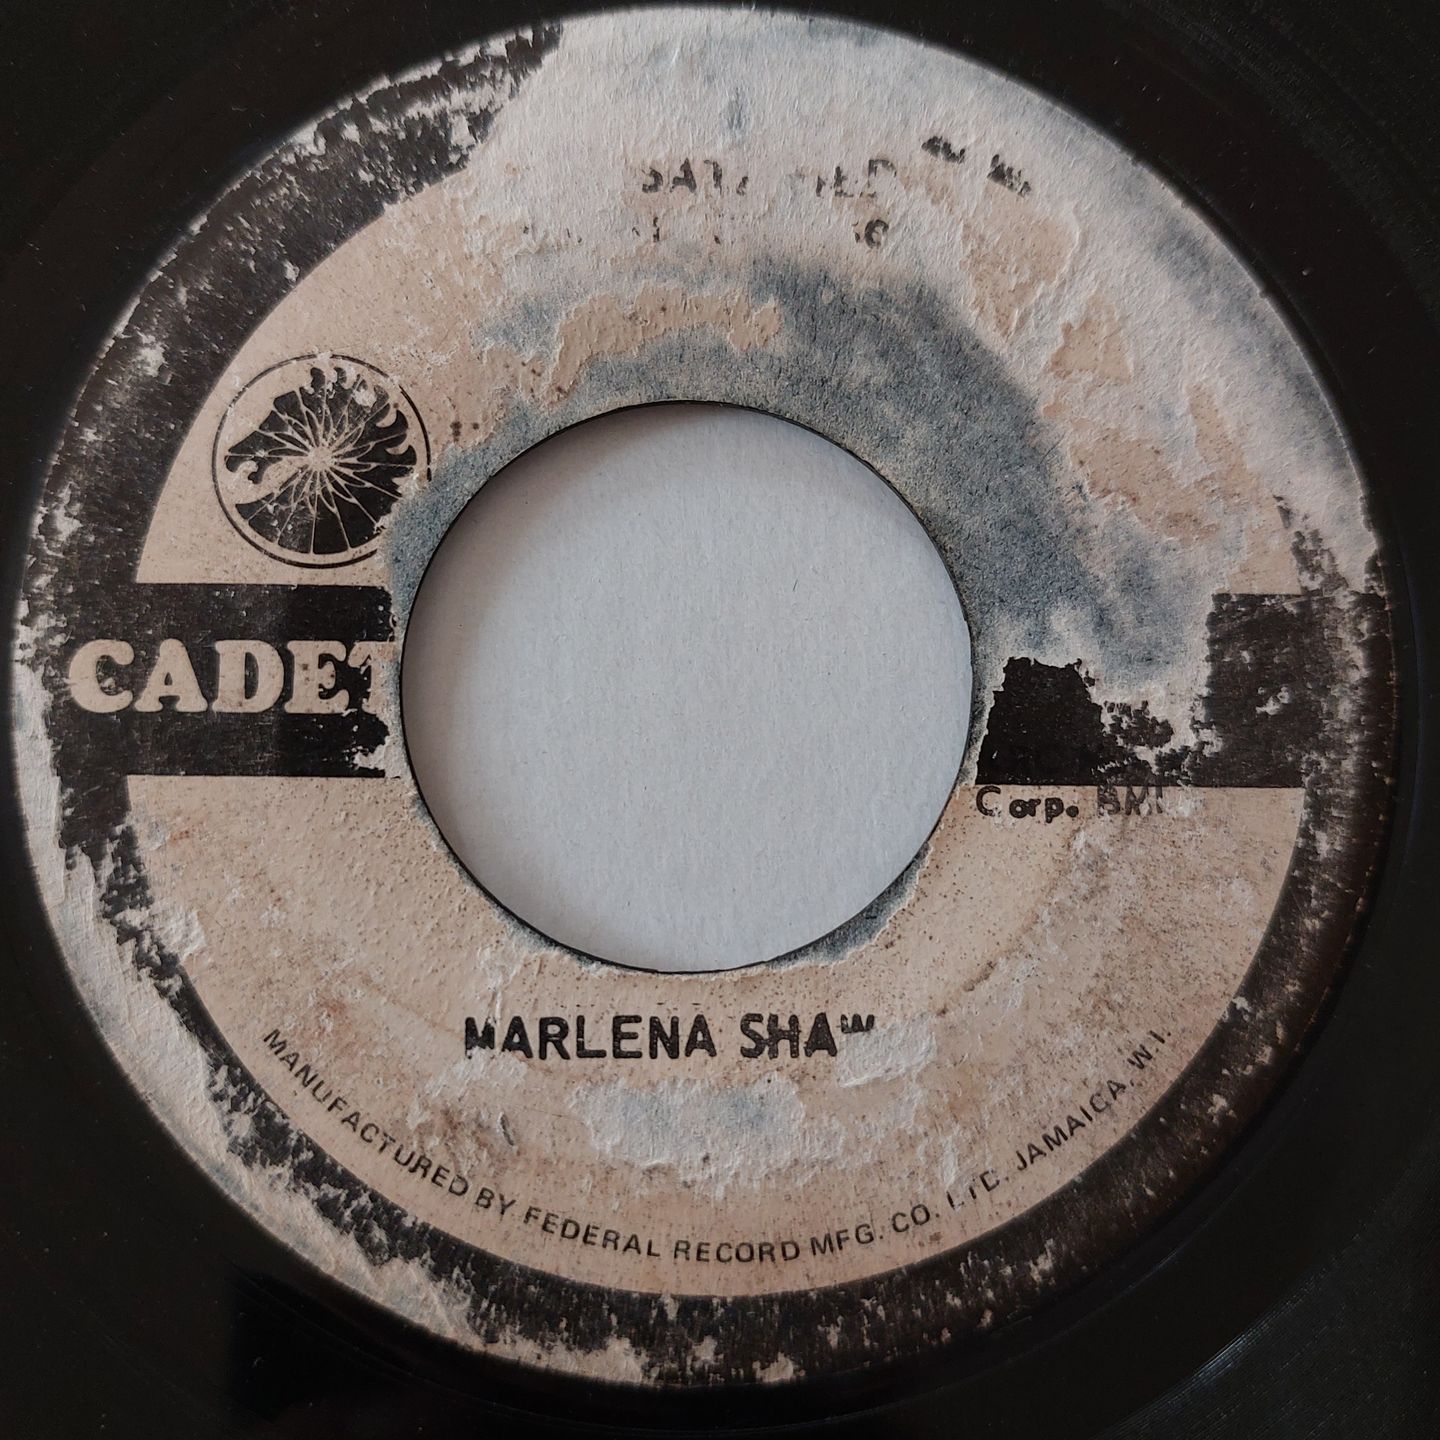 CADET
Corp. BMI
MARLENA SHAW
MANUFACTURED BY FEDERAL RECORD MFG. CO. LTD. JAMAICA, W.I.